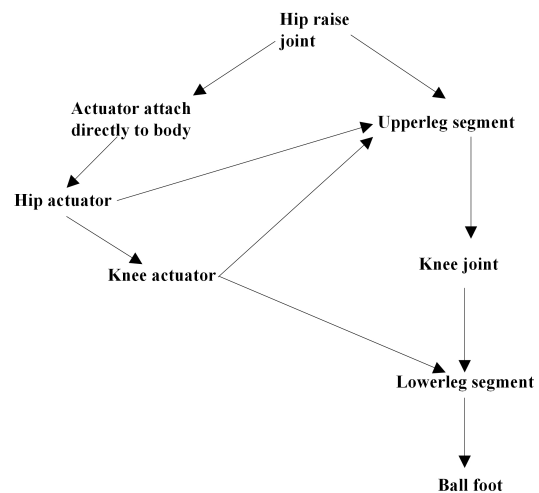 Hip raise
joint
Actuator attach
directly to body
Upperleg segment
Hip actuator
Knee actuator
Knee joint
Lowerleg segment
Ball foot